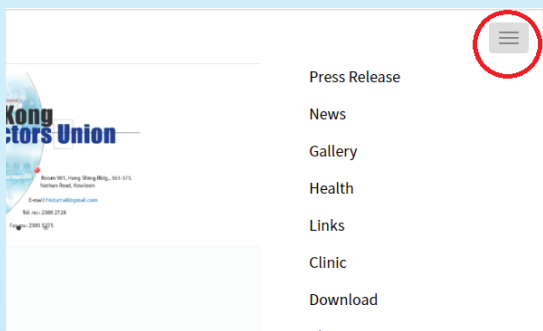 Kong
ctors Union
Room 901, Hang Shing Bldg., 363-373,
Nathan Road, Kowloon
Tel. no.: 2388 2728
Press Release
News
Gallery
Health
Links
Clinic
Download